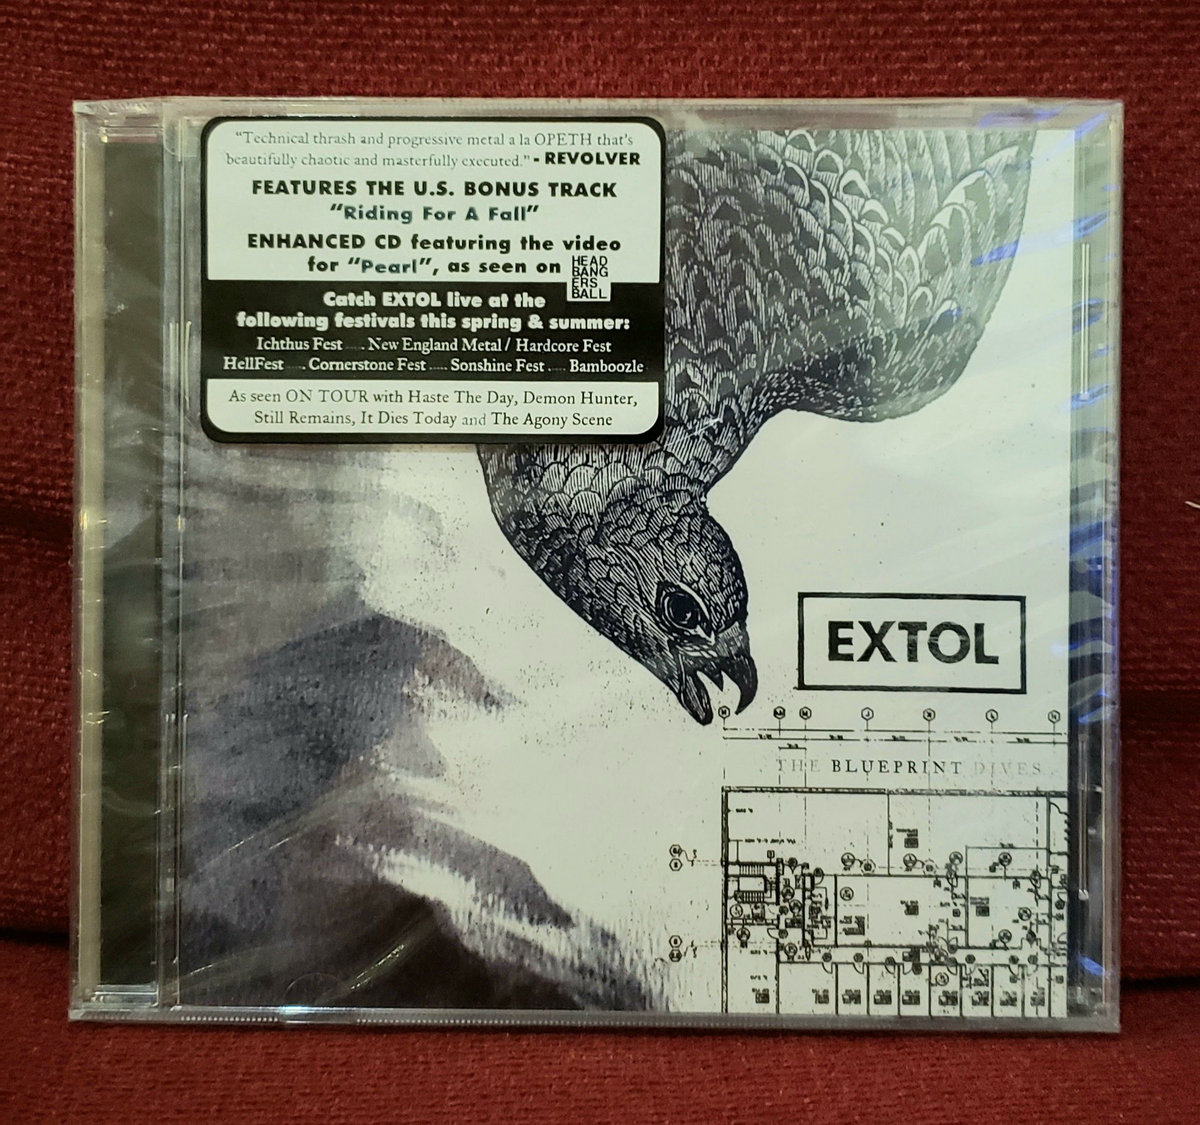 “Technical thrash and progressive metal a la OPETH that's
beautifully chaotic and masterfully executed.” - REVOLVER
FEATURES THE U.S. BONUS TRACK
“Riding For A Fall”
ENHANCED CD featuring the video
for “Pearl”, as seen on HEAD
BANG
ERS
BALL
Catch EXTOL live at the
following festivals this spring & summer:
Ichthus Fest .... New England Metal / Hardcore Fest
HellFest .... Cornerstone Fest .... Sonshine Fest .... Bamboozle
As seen ON TOUR with Haste The Day, Demon Hunter,
Still Remains, It Dies Today and The Agony Scene
EXTOL
THE BLUEPRINT DIVES